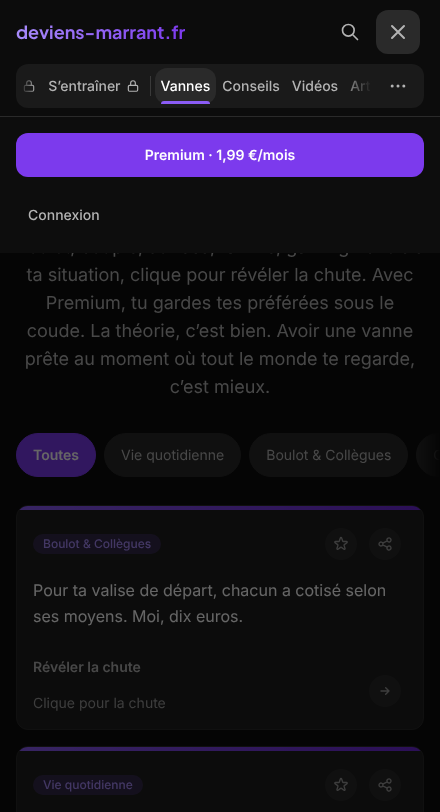 deviens-marrant.fr
S'entraîner
Vannes
Conseils
Vidéos
Art
Premium · 1,99 €/mois
Connexion
ta situation, clique pour révéler la chute. Avec
Premium, tu gardes tes préférées sous le
coude. La théorie, c'est bien. Avoir une vanne
prête au moment où tout le monde te regarde,
c'est mieux.
Toutes
Vie quotidienne
Boulot & Collègues
Boulot & Collègues
Pour ta valise de départ, chacun a cotisé selon
ses moyens. Moi, dix euros.
Révéler la chute
Clique pour la chute
Vie quotidienne